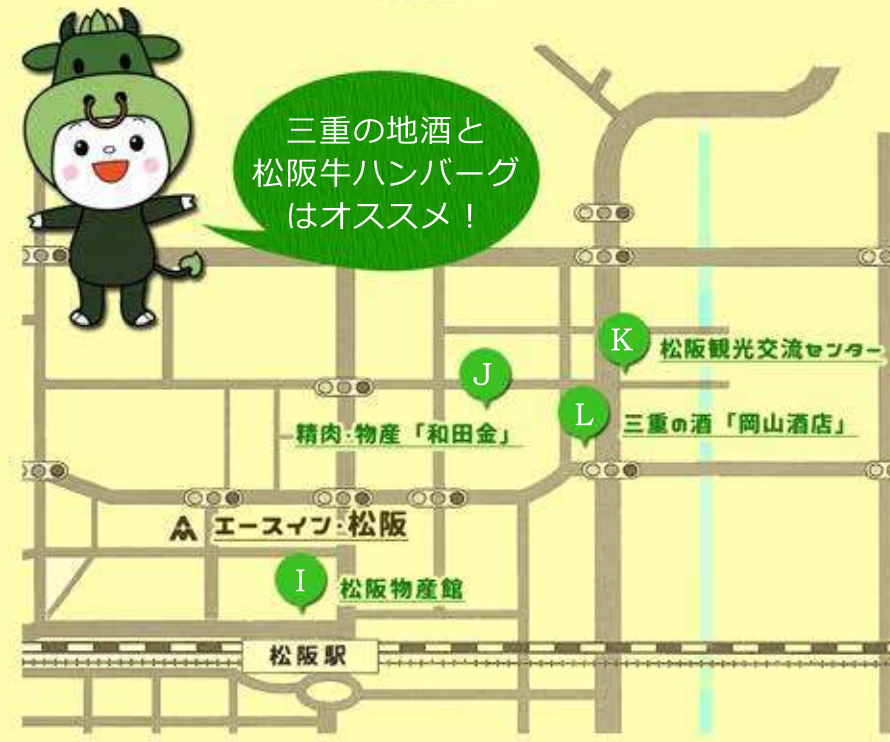 三重の地酒と
松阪牛ハンバーグ
はオススメ！
K
松阪観光交流センター
J
L
三重の酒「岡山酒店」
精肉・物産「和田金」
エースイン・松阪
I
松阪物産館
松阪駅